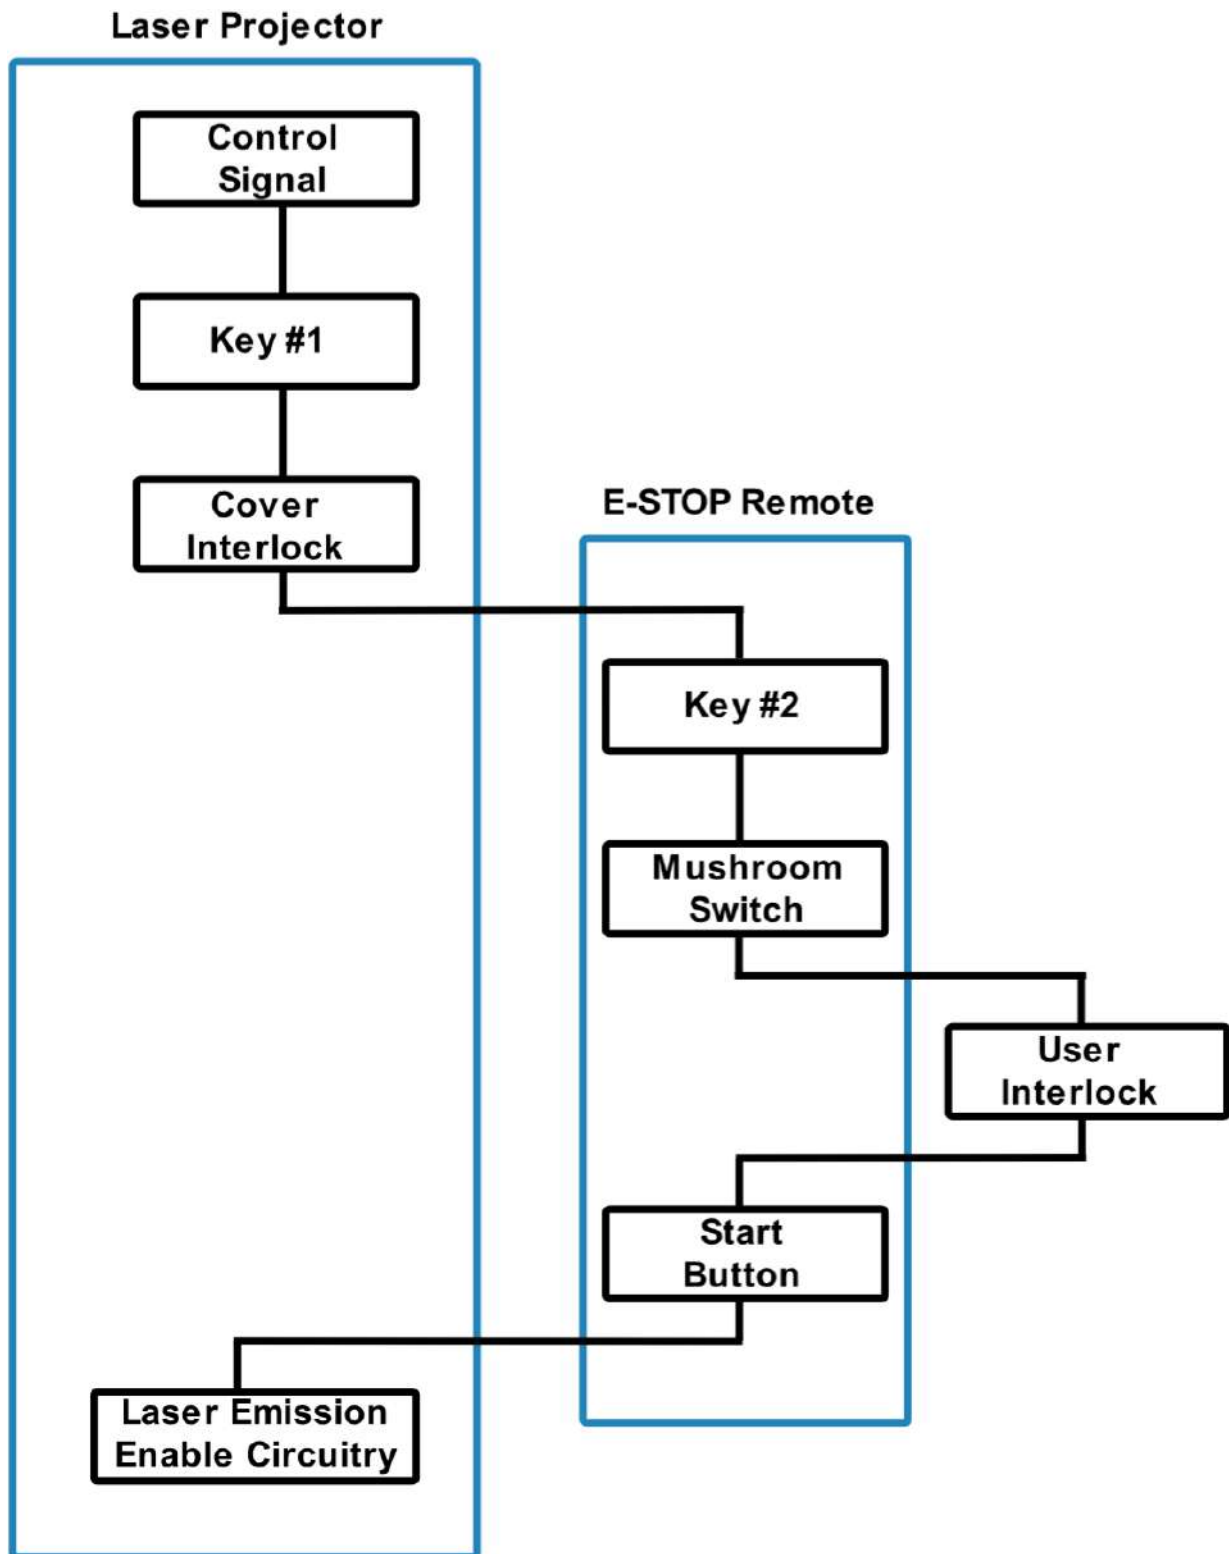 Laser Projector
Control
Signal
Key #1
Cover
Interlock
E-STOP Remote
Key #2
Mushroom
Switch
User
Interlock
Start
Button
Laser Emission
Enable Circuitry